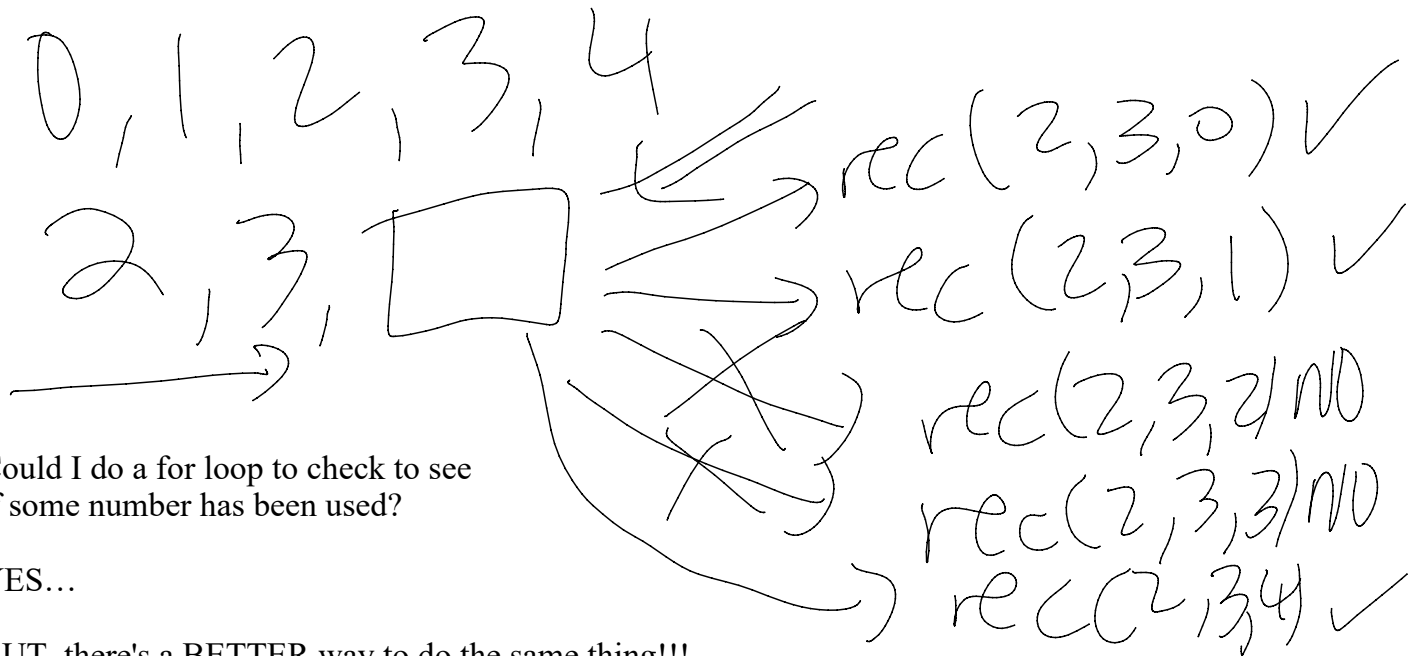 0, 1, 2, 3, 4
2, 3,
rec(2,3,0)
rec(2,3,1)
rec(2,3,2) NO
rec(2,3,3) NO
rec(2,3,4)
ould I do a for loop to check to see
some number has been used?
ES…
UT, there's a BETTER way to do the same thing!!!